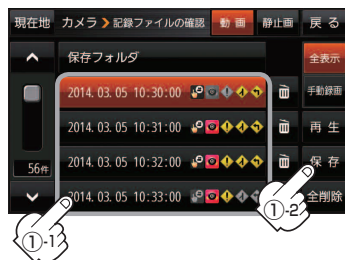 現在地 カメラ 記録ファイルの確認 動画 静止画 戻る
保存フォルダ 全表示
2014. 03. 05 10:30:00 手動録画
2014. 03. 05 10:31:00 再生
2014. 03. 05 10:32:00 保存
56件
2014. 03. 05 10:33:00 全削除
①-1 ①-2